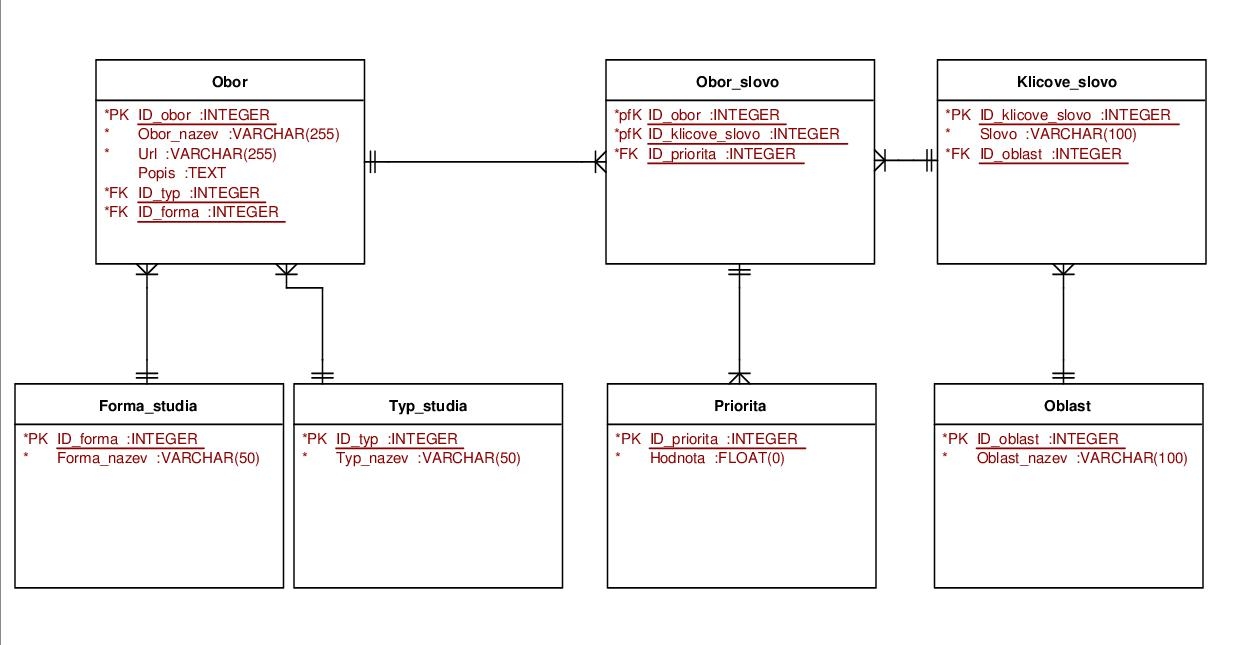 Obor
*PK ID_obor :INTEGER
* Obor_nazev :VARCHAR(255)
* Url :VARCHAR(255)
Popis :TEXT
*FK ID_typ :INTEGER
*FK ID_forma :INTEGER
Obor_slovo
*pfK ID_obor :INTEGER
*pfK ID_klicove_slovo :INTEGER
*FK ID_priorita :INTEGER
Klicove_slovo
*PK ID_klicove_slovo :INTEGER
* Slovo :VARCHAR(100)
*FK ID_oblast :INTEGER
Forma_studia
*PK ID_forma :INTEGER
* Forma_nazev :VARCHAR(50)
Typ_studia
*PK ID_typ :INTEGER
* Typ_nazev :VARCHAR(50)
Priorita
*PK ID_priorita :INTEGER
* Hodnota :FLOAT(0)
Oblast
*PK ID_oblast :INTEGER
* Oblast_nazev :VARCHAR(100)